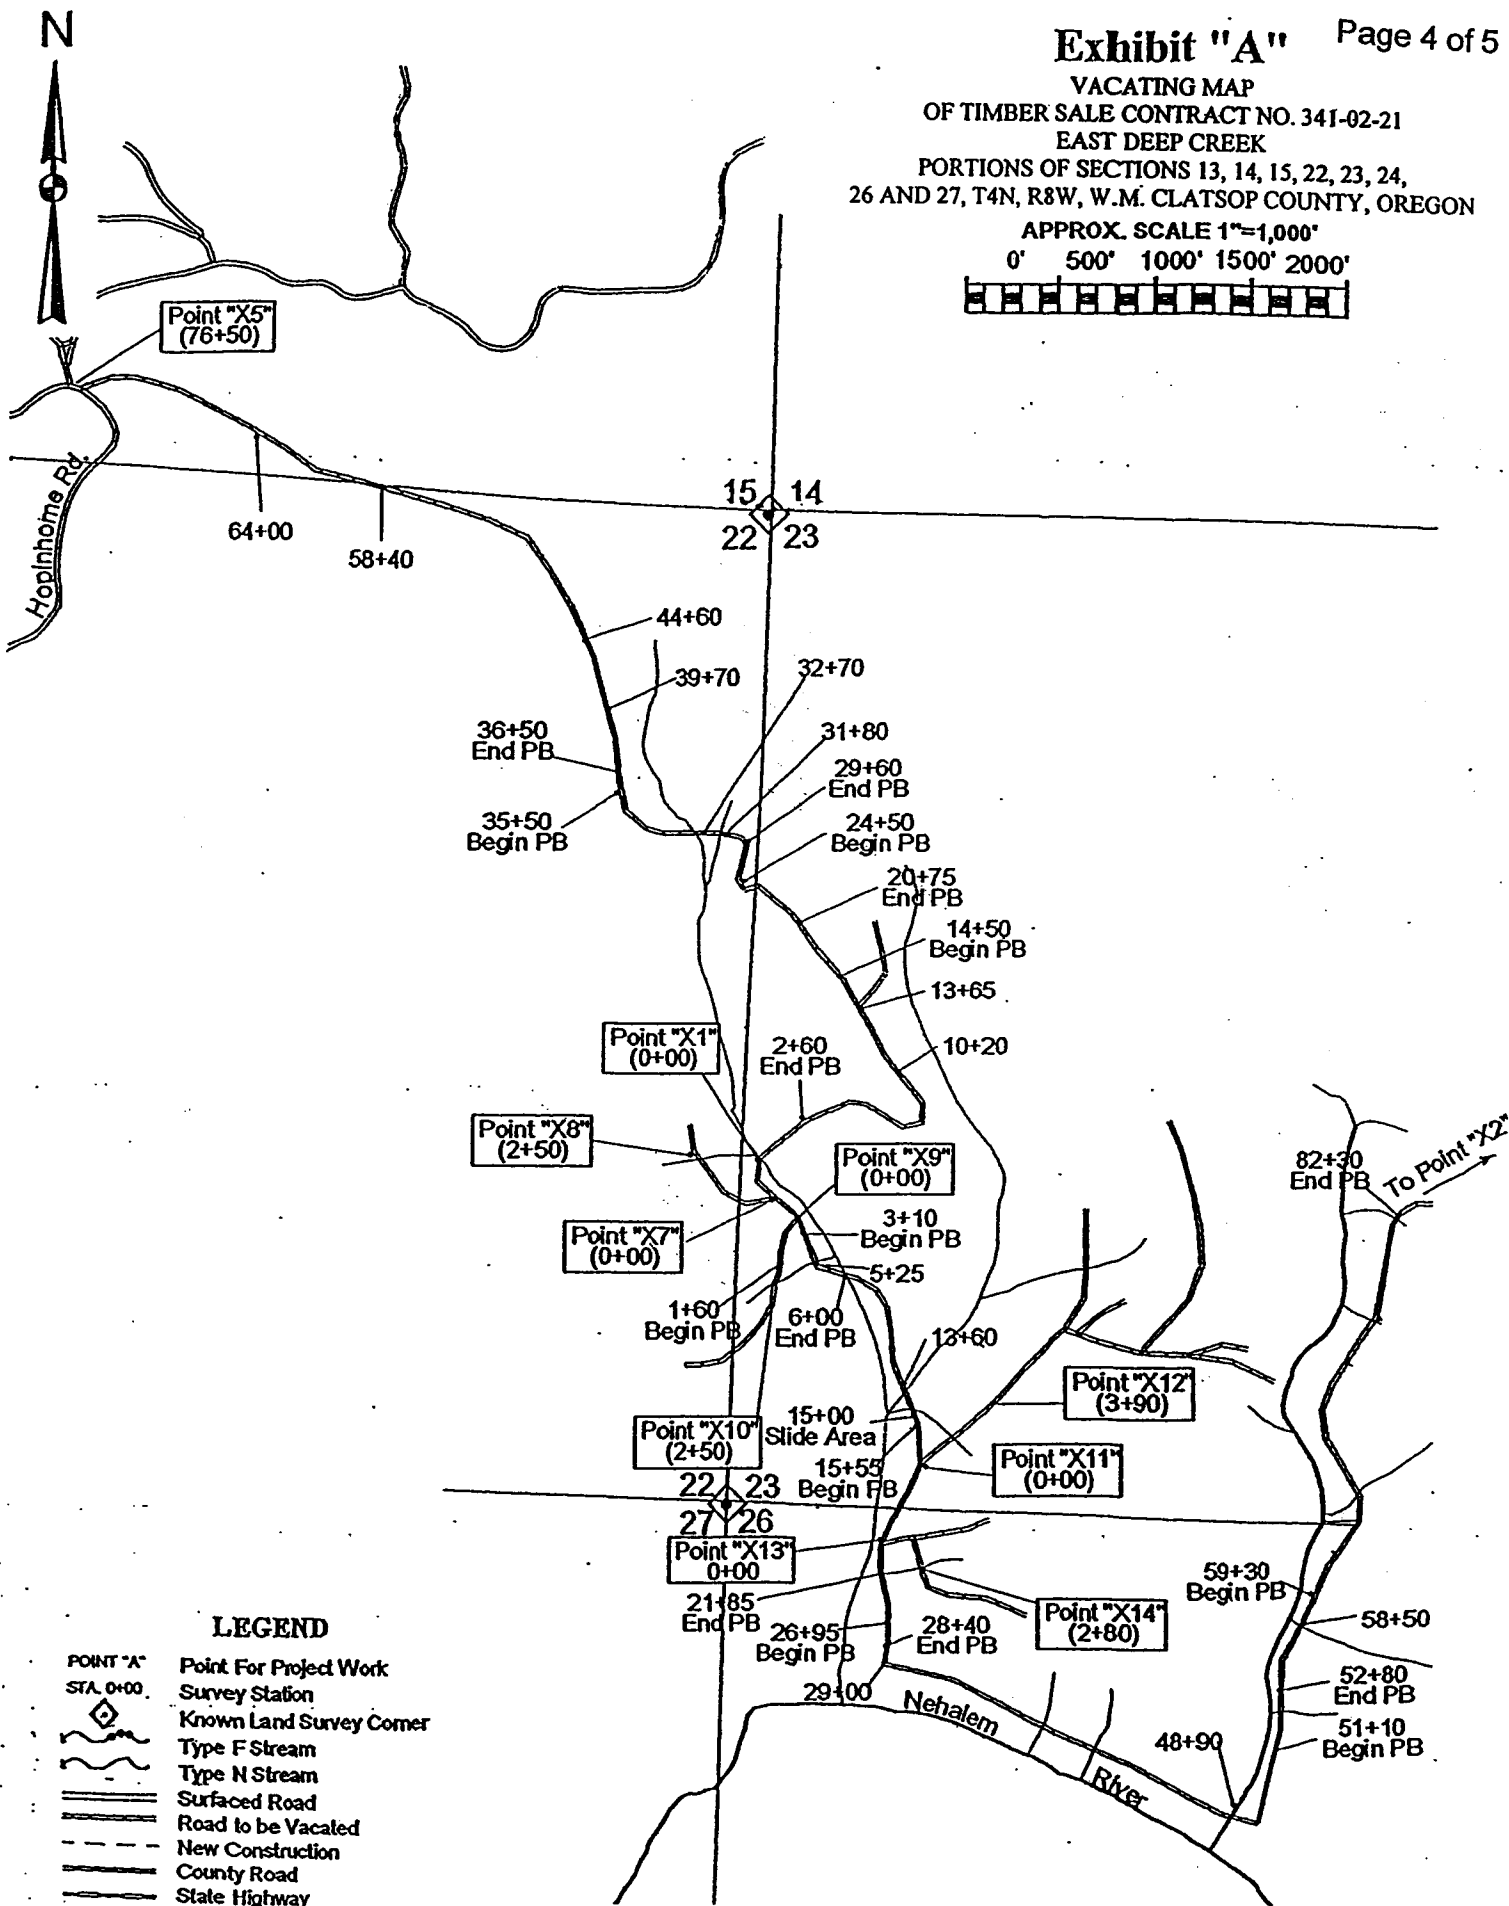 N
Exhibit "A"
Page 4 of 5
VACATING MAP
OF TIMBER SALE CONTRACT NO. 341-02-21
EAST DEEP CREEK
PORTIONS OF SECTIONS 13, 14, 15, 22, 23, 24,
26 AND 27, T4N, R8W, W.M. CLATSOP COUNTY, OREGON
APPROX. SCALE 1"=1,000'
0' 500' 1000' 1500' 2000'
Point "X5"
(76+50)
Hopinhome Rd.
64+00
58+40
15 14
22 23
44+60
39+70
32+70
36+50
End PB
31+80
29+60
End PB
35+50
Begin PB
24+50
Begin PB
20+75
End PB
14+50
Begin PB
13+65
10+20
Point "X1"
(0+00)
2+60
End PB
Point "X8"
(2+50)
Point "X9"
(0+00)
82+30
End PB
To Point "X2"
Point "X7"
(0+00)
3+10
Begin PB
5+25
1+60
Begin PB
6+00
End PB
13+60
Point "X12"
(3+90)
Point "X10"
(2+50)
15+00
Slide Area
15+55
Begin PB
Point "X11"
(0+00)
22 23
27 26
Point "X13"
0+00
21+85
End PB
26+95
Begin PB
28+40
End PB
Point "X14"
(2+80)
59+30
Begin PB
58+50
52+80
End PB
51+10
Begin PB
48+90
29+00
Nehalem
River
LEGEND
POINT "A" Point For Project Work
STA. 0+00. Survey Station
Known Land Survey Corner
Type F Stream
Type N Stream
Surfaced Road
Road to be Vacated
New Construction
County Road
State Highway